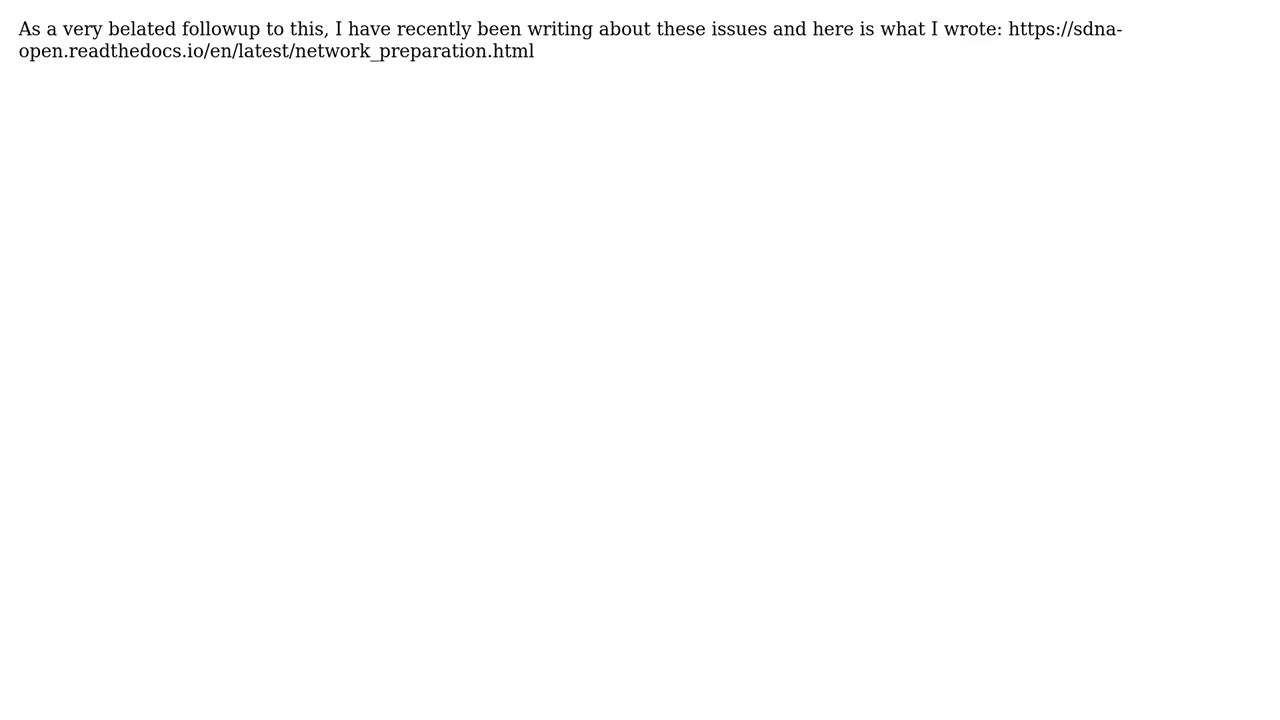 As a very belated followup to this, I have recently been writing about these issues and here is what I wrote: https://sdna-
open.readthedocs.io/en/latest/network_preparation.html